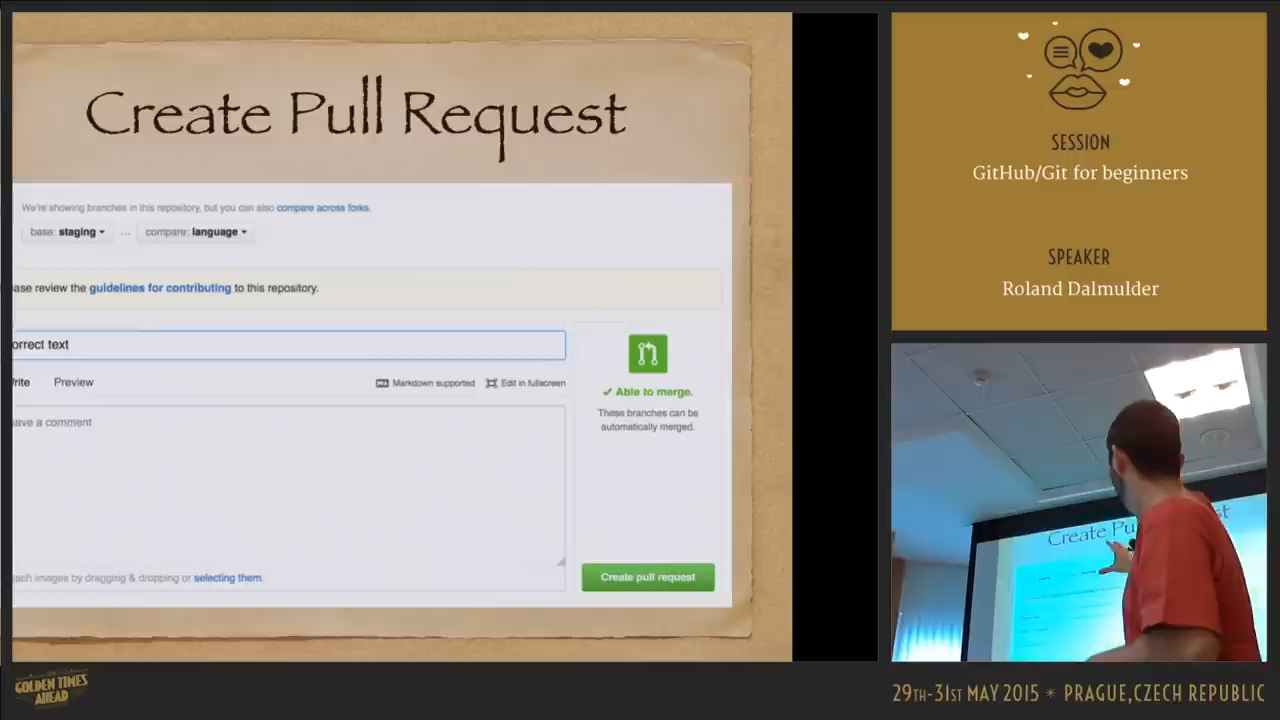 Create Pull Request
We're showing branches in this repository, but you can also compare across forks.
base: staging ... compare: language
ase review the guidelines for contributing to this repository.
orrect text
rite Preview Markdown supported Edit in fullscreen
ave a comment
ach images by dragging & dropping or selecting them.
Able to merge.
These branches can be
automatically merged.
Create pull request
SESSION
GitHub/Git for beginners
SPEAKER
Roland Dalmulder
Create Pu st
GOLDEN TIMES
AHEAD
29TH-31ST MAY 2015 * PRAGUE, CZECH REPUBLIC